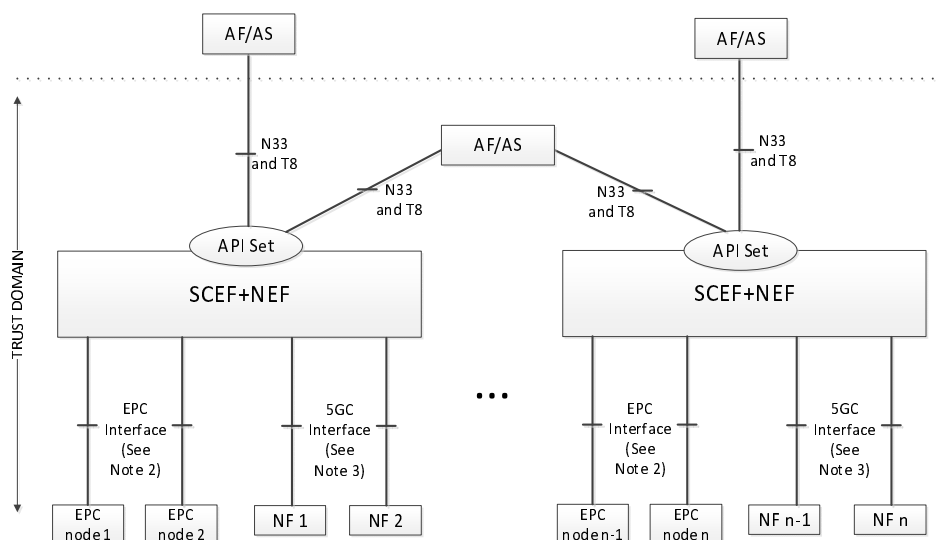 AF/AS
AF/AS
AF/AS
N33
and T8
N33
and T8
N33
and T8
N33
and T8
API Set
API Set
SCEF+NEF
SCEF+NEF
TRUST DOMAIN
EPC
Interface
(See
Note 2)
5GC
Interface
(See
Note 3)
...
EPC
Interface
(See
Note 2)
5GC
Interface
(See
Note 3)
EPC
node 1
EPC
node 2
NF 1
NF 2
EPC
node n-1
EPC
node n
NF n-1
NF n